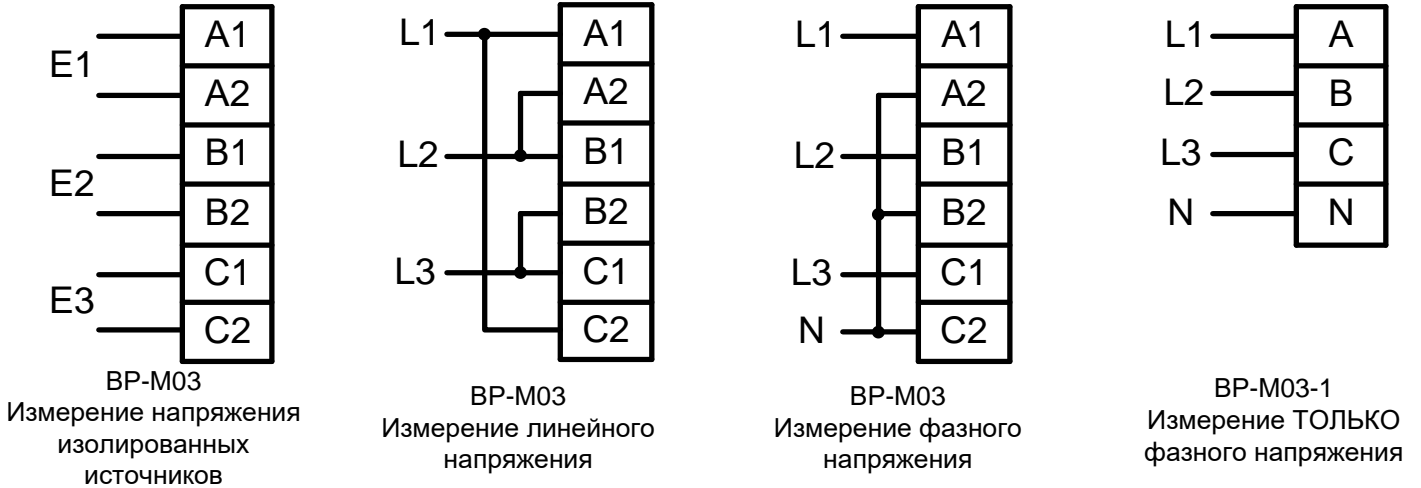 E1
E2
E3
A1
A2
B1
B2
C1
C2
ВР-М03
Измерение напряжения
изолированных
источников
L1
L2
L3
A1
A2
B1
B2
C1
C2
ВР-М03
Измерение линейного
напряжения
L1
L2
L3
N
A1
A2
B1
B2
C1
C2
ВР-М03
Измерение фазного
напряжения
L1
L2
L3
N
A
B
C
N
ВР-М03-1
Измерение ТОЛЬКО
фазного напряжения